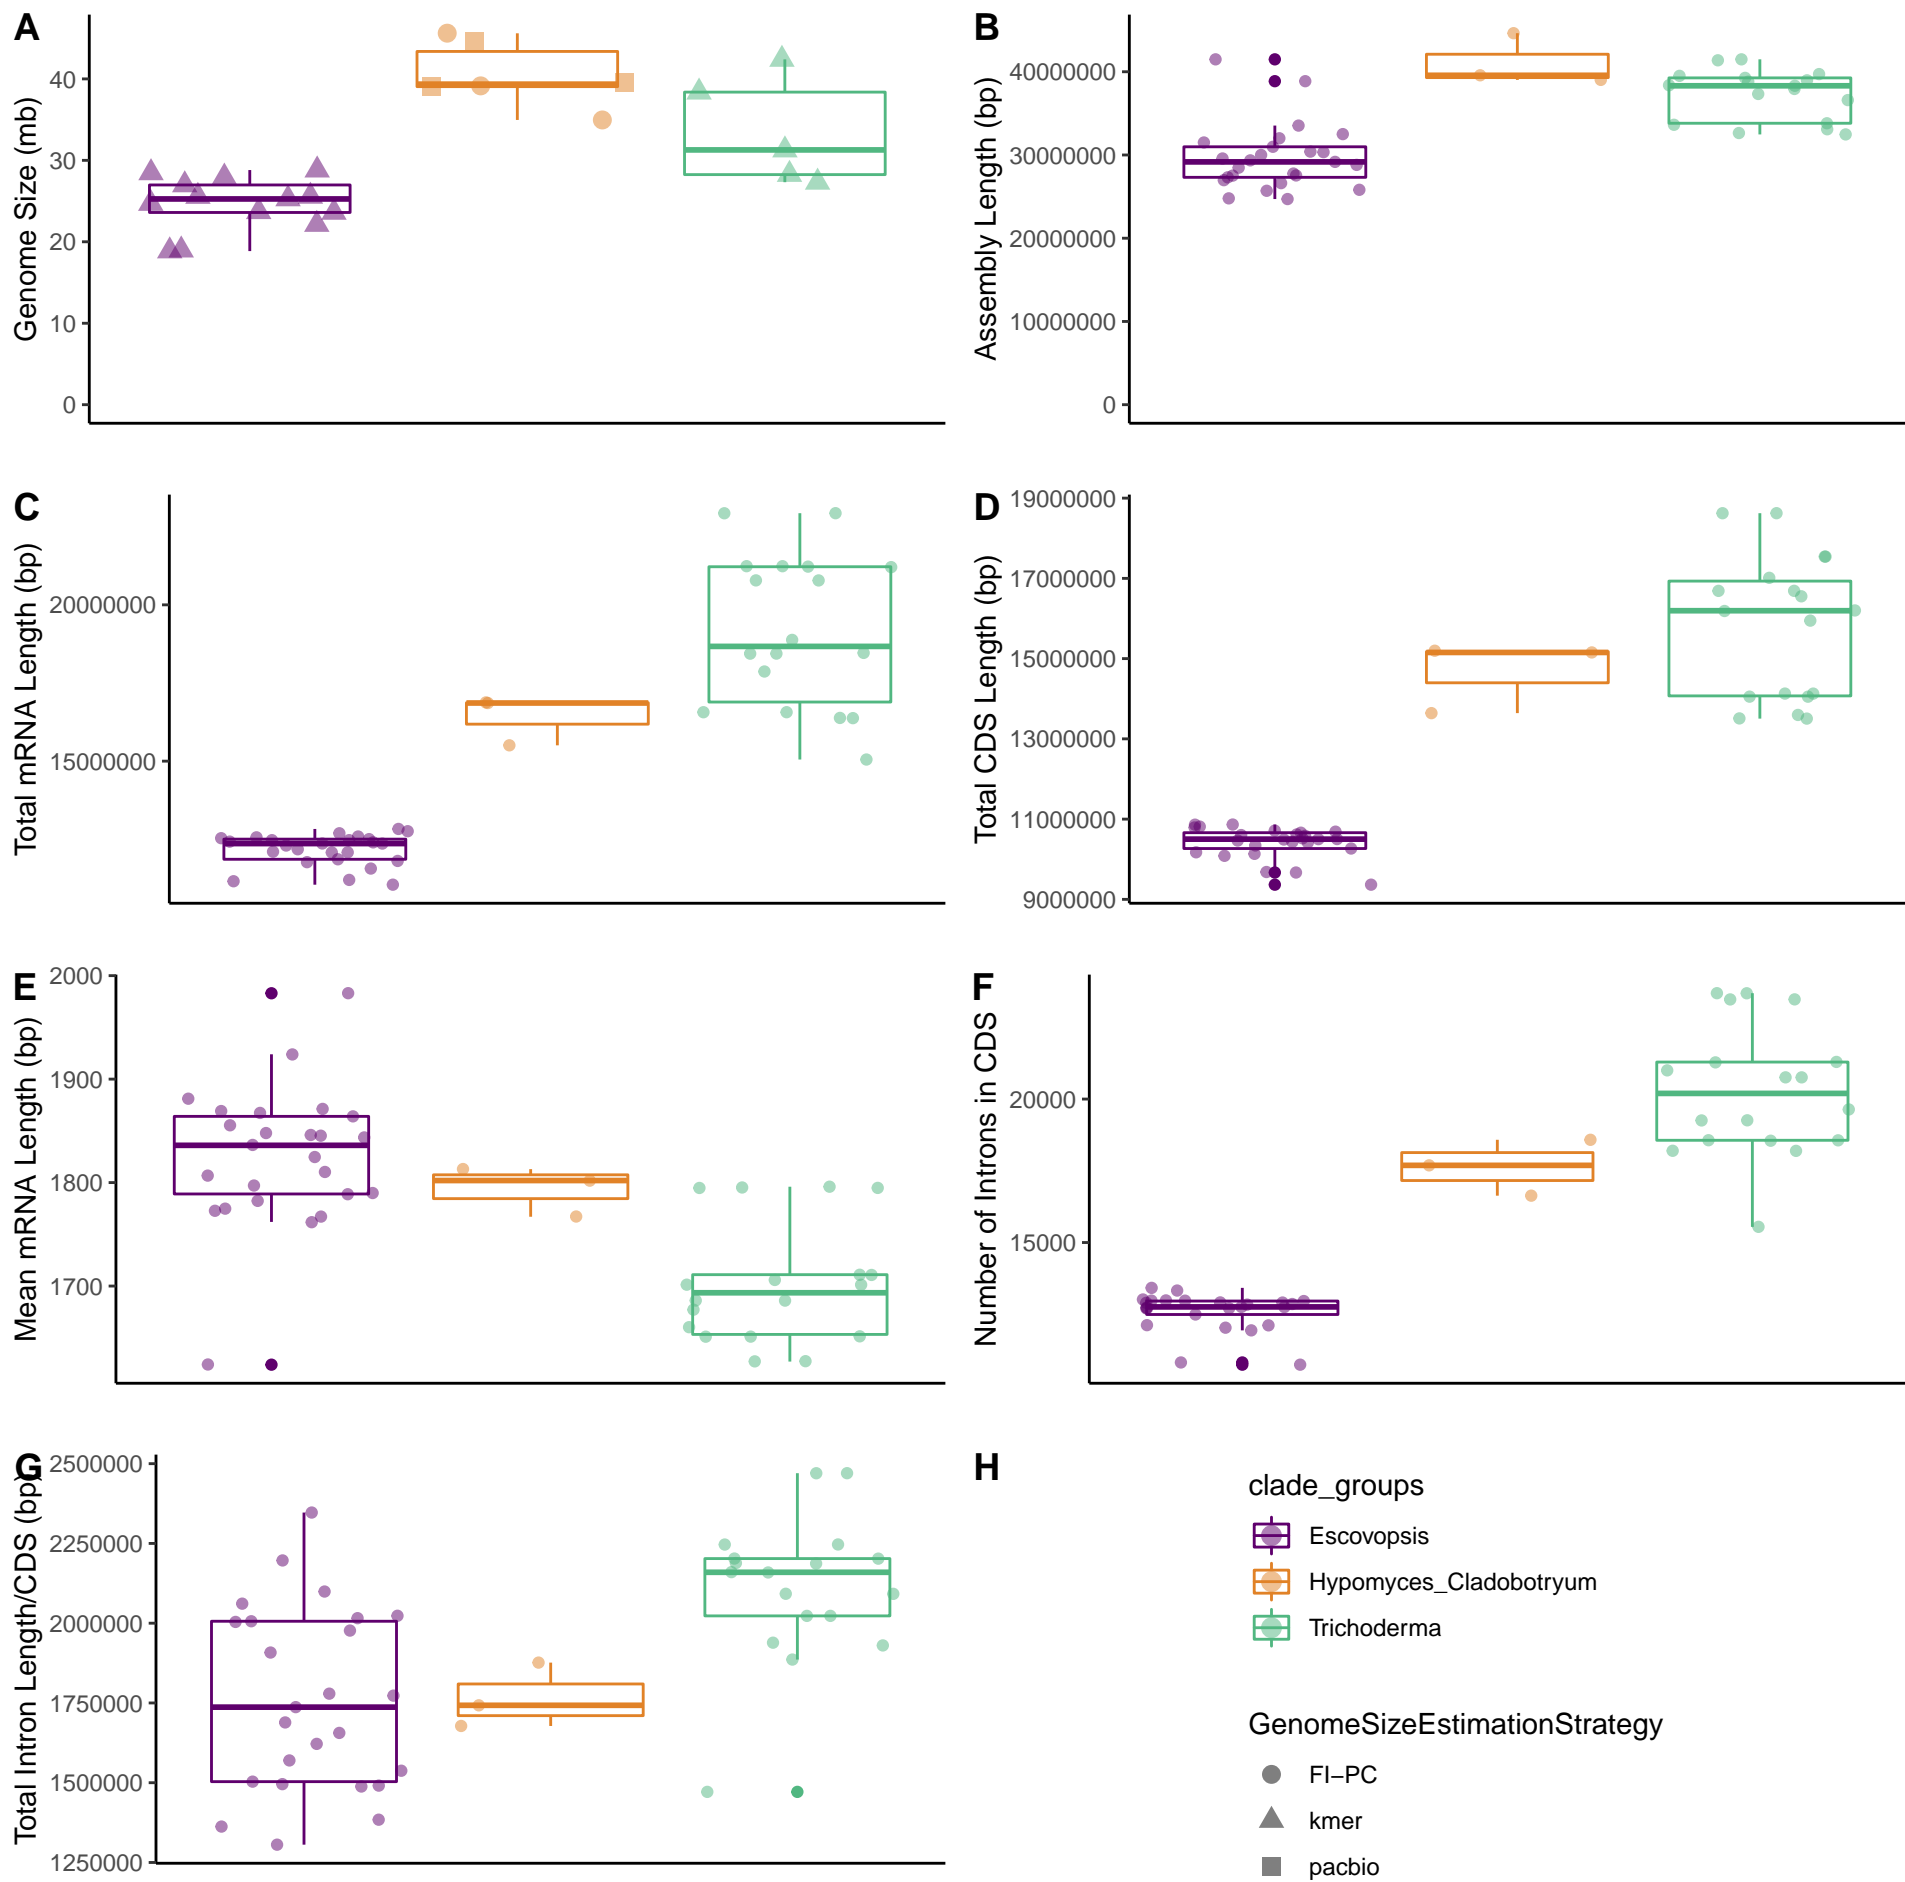 A
Genome Size (mb)
40
30
20
10
0
B
Assembly Length (bp)
40000000
30000000
20000000
10000000
0
C
Total mRNA Length (bp)
20000000
15000000
D
Total CDS Length (bp)
19000000
17000000
15000000
13000000
11000000
9000000
E
Mean mRNA Length (bp)
2000
1900
1800
1700
F
Number of Introns in CDS
20000
15000
G
Total Intron Length/CDS (bp)
2500000
2250000
2000000
1750000
1500000
1250000
H
clade_groups
Escovopsis
Hypomyces_Cladobotryum
Trichoderma
GenomeSizeEstimationStrategy
FI−PC
kmer
pacbio